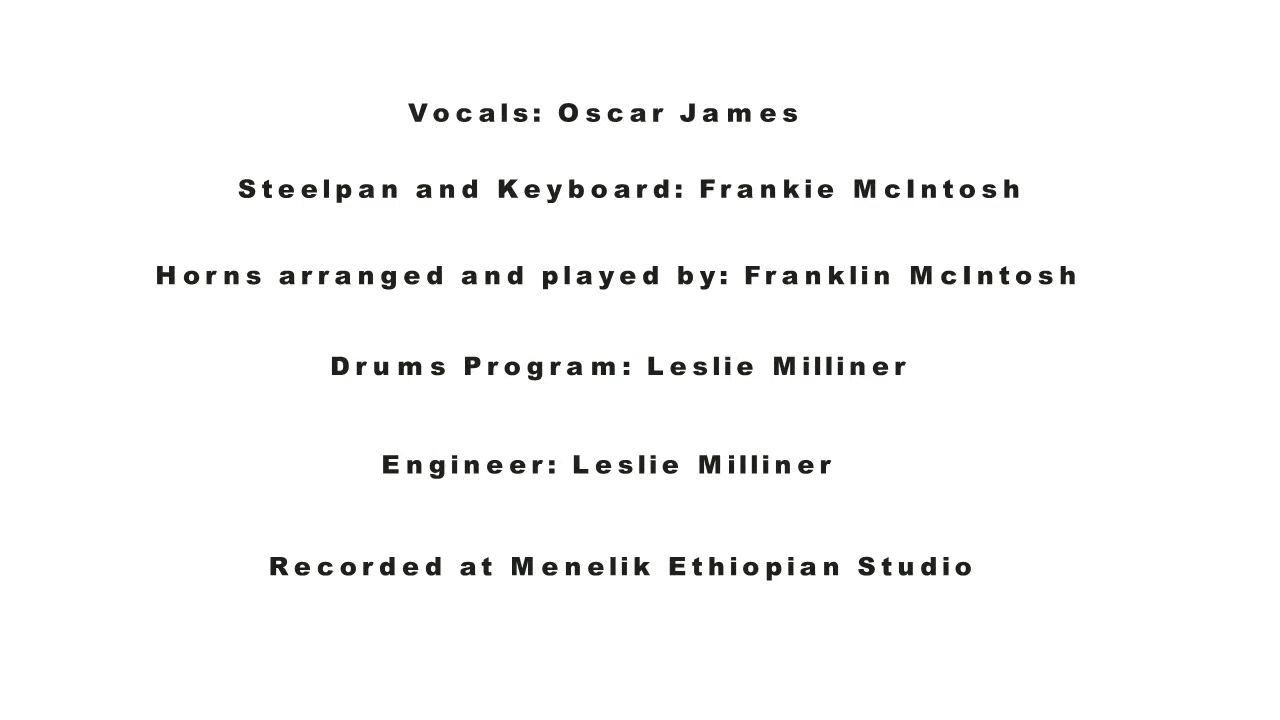 Vocals: Oscar James
Steelpan and Keyboard: Frankie McIntosh
Horns arranged and played by: Franklin McIntosh
Drums Program: Leslie Milliner
Engineer: Leslie Milliner
Recorded at Menelik Ethiopian Studio